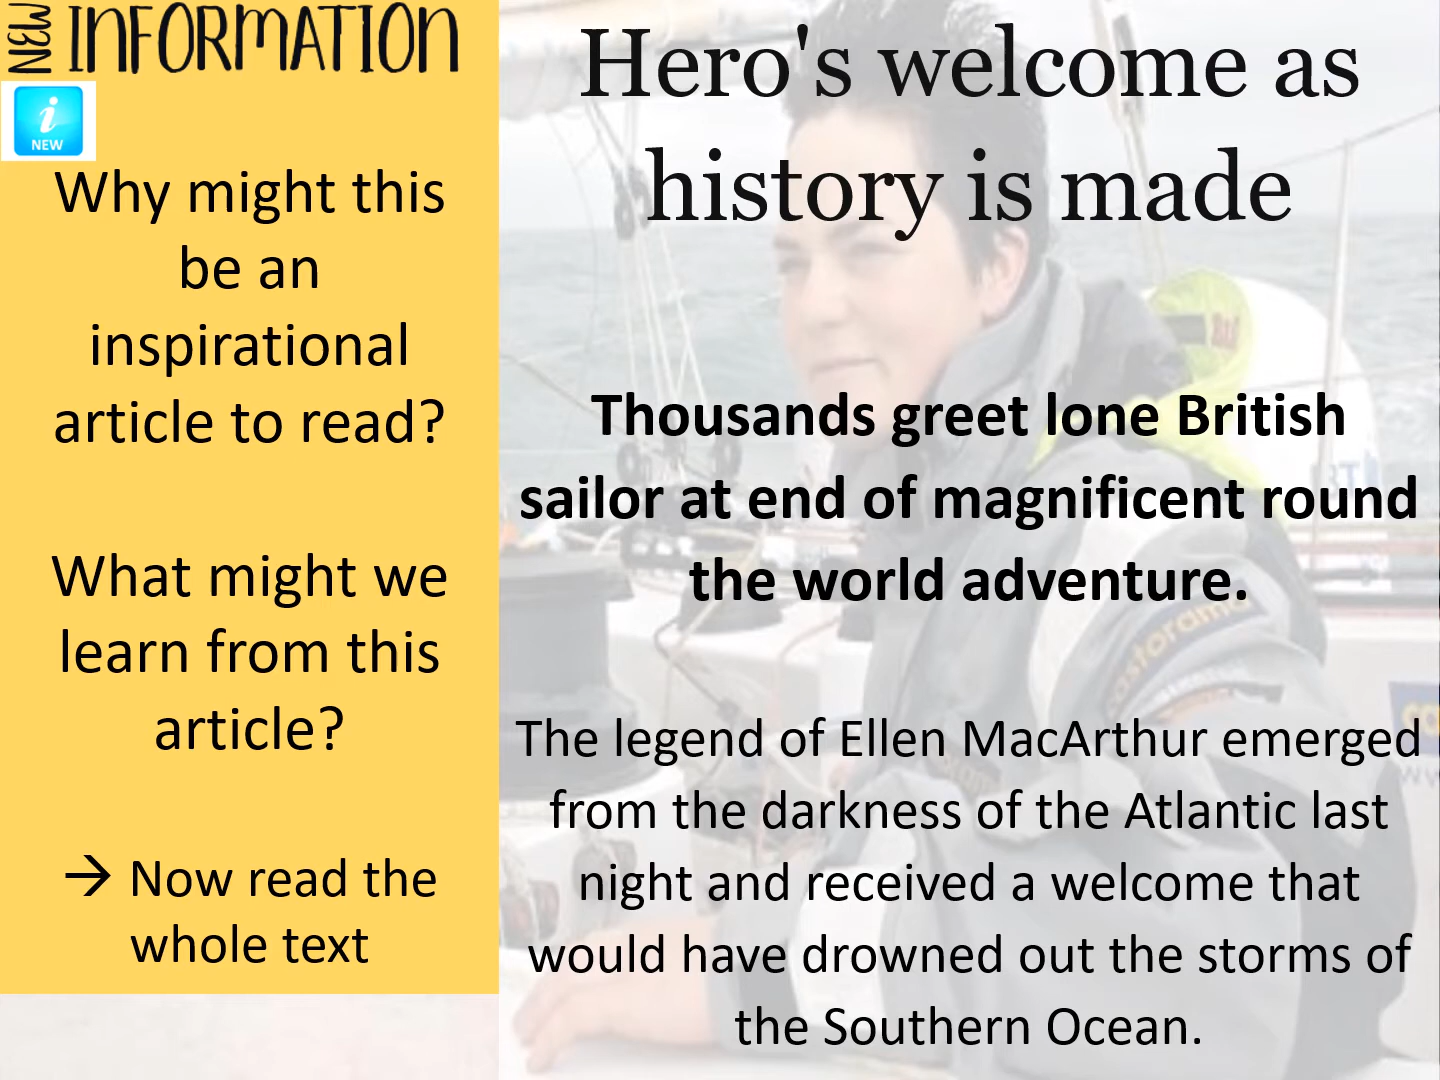 NEW INFORMATION
i
NEW
Why might this
be an
inspirational
article to read?
What might we
learn from this
article?
→ Now read the
whole text
Hero's welcome as
history is made
Thousands greet lone British
sailor at end of magnificent round
the world adventure.
The legend of Ellen MacArthur emerged
from the darkness of the Atlantic last
night and received a welcome that
would have drowned out the storms of
the Southern Ocean.
castorama